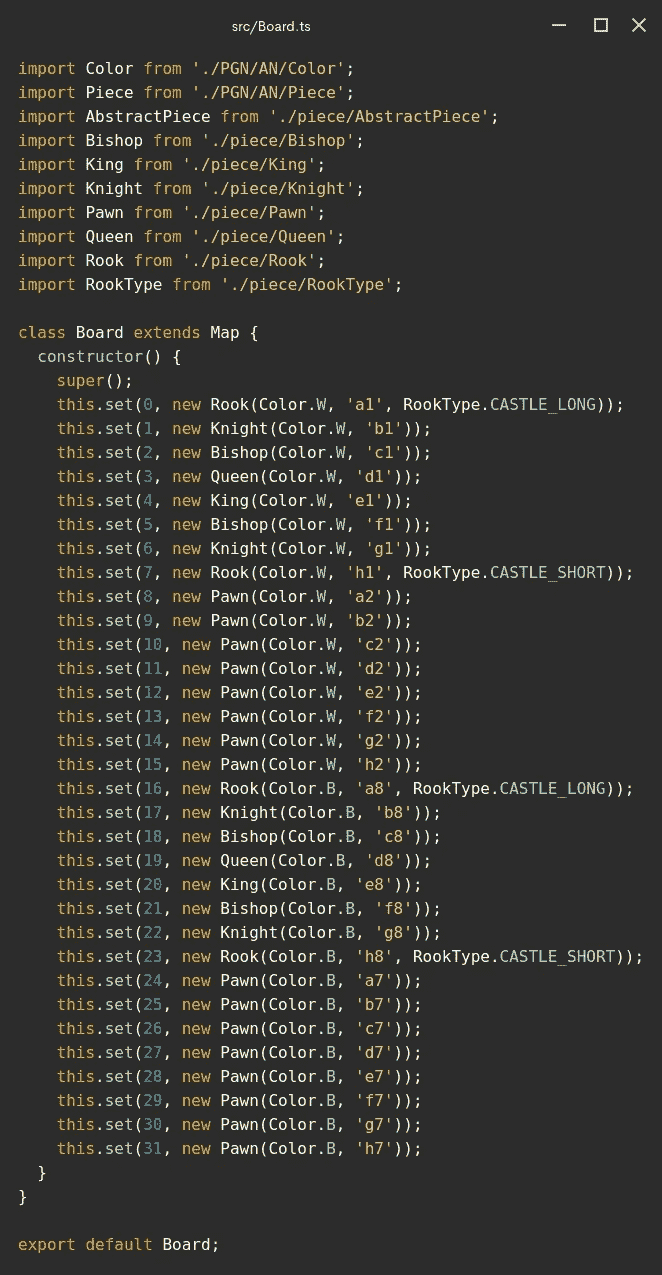 src/Board.ts
import Color from './PGN/AN/Color';
import Piece from './PGN/AN/Piece';
import AbstractPiece from './piece/AbstractPiece';
import Bishop from './piece/Bishop';
import King from './piece/King';
import Knight from './piece/Knight';
import Pawn from './piece/Pawn';
import Queen from './piece/Queen';
import Rook from './piece/Rook';
import RookType from './piece/RookType';

class Board extends Map {
  constructor() {
    super();
    this.set(0, new Rook(Color.W, 'a1', RookType.CASTLE_LONG));
    this.set(1, new Knight(Color.W, 'b1'));
    this.set(2, new Bishop(Color.W, 'c1'));
    this.set(3, new Queen(Color.W, 'd1'));
    this.set(4, new King(Color.W, 'e1'));
    this.set(5, new Bishop(Color.W, 'f1'));
    this.set(6, new Knight(Color.W, 'g1'));
    this.set(7, new Rook(Color.W, 'h1', RookType.CASTLE_SHORT));
    this.set(8, new Pawn(Color.W, 'a2'));
    this.set(9, new Pawn(Color.W, 'b2'));
    this.set(10, new Pawn(Color.W, 'c2'));
    this.set(11, new Pawn(Color.W, 'd2'));
    this.set(12, new Pawn(Color.W, 'e2'));
    this.set(13, new Pawn(Color.W, 'f2'));
    this.set(14, new Pawn(Color.W, 'g2'));
    this.set(15, new Pawn(Color.W, 'h2'));
    this.set(16, new Rook(Color.B, 'a8', RookType.CASTLE_LONG));
    this.set(17, new Knight(Color.B, 'b8'));
    this.set(18, new Bishop(Color.B, 'c8'));
    this.set(19, new Queen(Color.B, 'd8'));
    this.set(20, new King(Color.B, 'e8'));
    this.set(21, new Bishop(Color.B, 'f8'));
    this.set(22, new Knight(Color.B, 'g8'));
    this.set(23, new Rook(Color.B, 'h8', RookType.CASTLE_SHORT));
    this.set(24, new Pawn(Color.B, 'a7'));
    this.set(25, new Pawn(Color.B, 'b7'));
    this.set(26, new Pawn(Color.B, 'c7'));
    this.set(27, new Pawn(Color.B, 'd7'));
    this.set(28, new Pawn(Color.B, 'e7'));
    this.set(29, new Pawn(Color.B, 'f7'));
    this.set(30, new Pawn(Color.B, 'g7'));
    this.set(31, new Pawn(Color.B, 'h7'));
  }
}

export default Board;